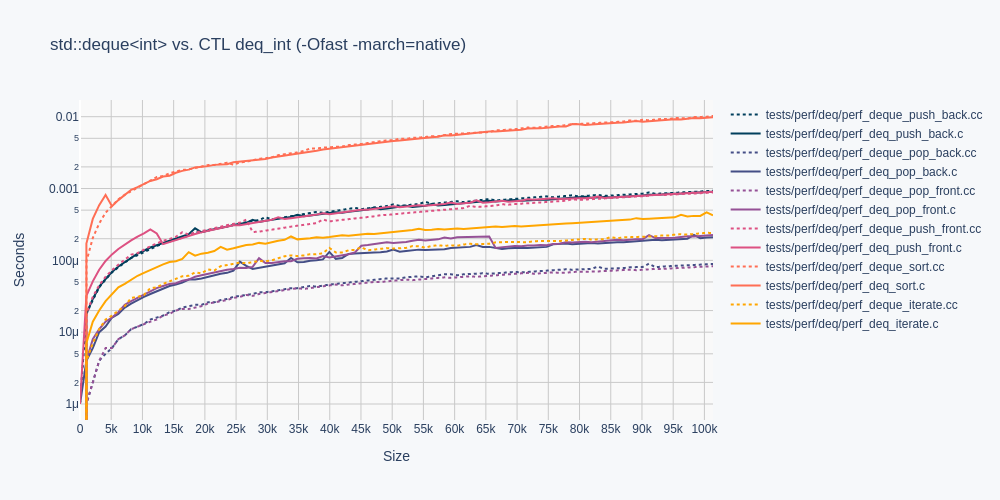 std::deque<int> vs. CTL deq_int (-Ofast -march=native)
0.01
5
2
0.001
5
2
100μ
5
2
10μ
5
2
1μ
Seconds
0 5k 10k 15k 20k 25k 30k 35k 40k 45k 50k 55k 60k 65k 70k 75k 80k 85k 90k 95k 100k
Size
tests/perf/deq/perf_deque_push_back.cc
tests/perf/deq/perf_deq_push_back.c
tests/perf/deq/perf_deque_pop_back.cc
tests/perf/deq/perf_deq_pop_back.c
tests/perf/deq/perf_deque_pop_front.cc
tests/perf/deq/perf_deq_pop_front.c
tests/perf/deq/perf_deque_push_front.cc
tests/perf/deq/perf_deq_push_front.c
tests/perf/deq/perf_deque_sort.cc
tests/perf/deq/perf_deq_sort.c
tests/perf/deq/perf_deque_iterate.cc
tests/perf/deq/perf_deq_iterate.c